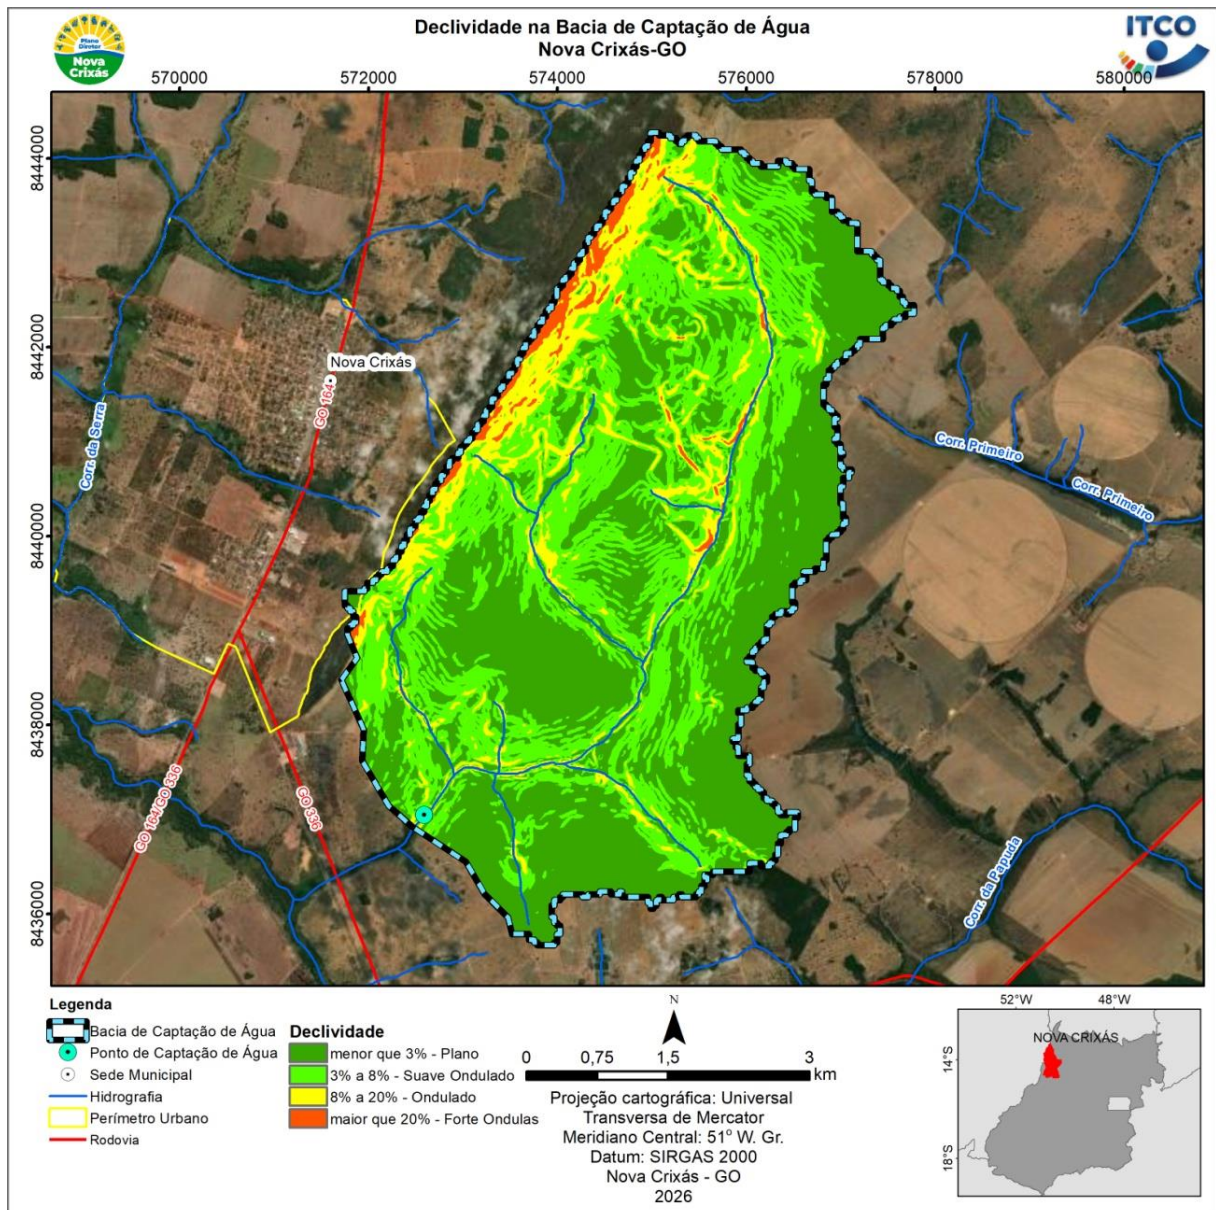 Declividade na Bacia de Captação de Água
Nova Crixás-GO
Plano
Diretor
Nova
Crixás
ITCO
570000
572000
574000
576000
578000
580000
8444000
8442000
8440000
8438000
8436000
Nova Crixás
GO 164
Corr. da Serra
Corr. Primeiro
Corr. Primeiro
GO 164/GO 336
GO 336
Corr. da Papuda
Legenda
Bacia de Captação de Água
Ponto de Captação de Água
Sede Municipal
Hidrografia
Perímetro Urbano
Rodovia
Declividade
menor que 3% - Plano
3% a 8% - Suave Ondulado
8% a 20% - Ondulado
maior que 20% - Forte Ondulas
N
0 0,75 1,5 3
km
Projeção cartográfica: Universal
Transversa de Mercator
Meridiano Central: 51° W. Gr.
Datum: SIRGAS 2000
Nova Crixás - GO
2026
52°W 48°W
NOVA CRIXÁS
14°S
18°S